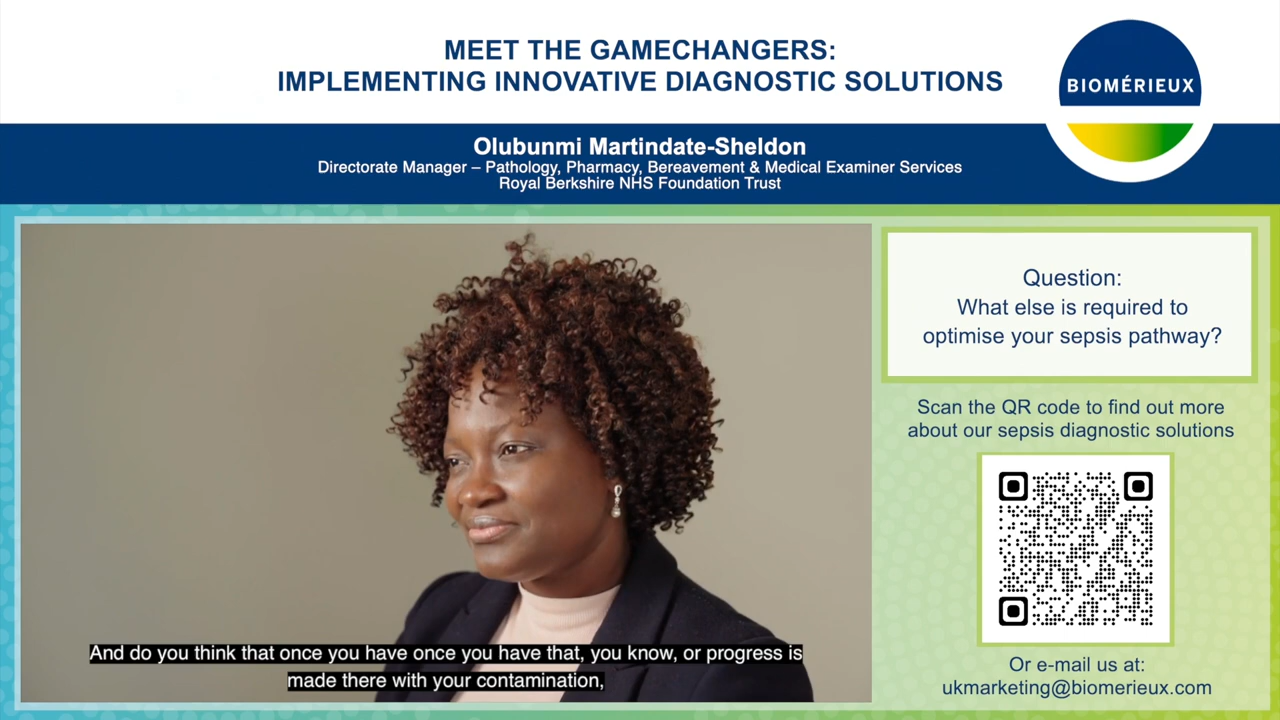 MEET THE GAMECHANGERS:
IMPLEMENTING INNOVATIVE DIAGNOSTIC SOLUTIONS
BIOMÉRIEUX
Olubunmi Martindate-Sheldon
Directorate Manager – Pathology, Pharmacy, Bereavement & Medical Examiner Services
Royal Berkshire NHS Foundation Trust
Question:
What else is required to
optimise your sepsis pathway?
Scan the QR code to find out more
about our sepsis diagnostic solutions
Or e-mail us at:
ukmarketing@biomerieux.com
And do you think that once you have once you have that, you know, or progress is
made there with your contamination,